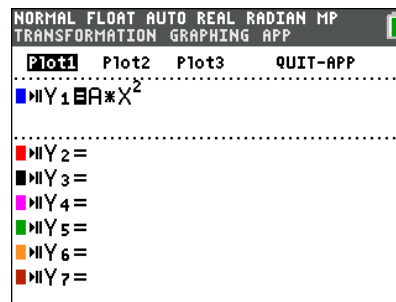 NORMAL FLOAT AUTO REAL RADIAN MP
TRANSFORMATION GRAPHING APP
Plot1 Plot2 Plot3 QUIT-APP
Y1=A*X²
Y2=
Y3=
Y4=
Y5=
Y6=
Y7=